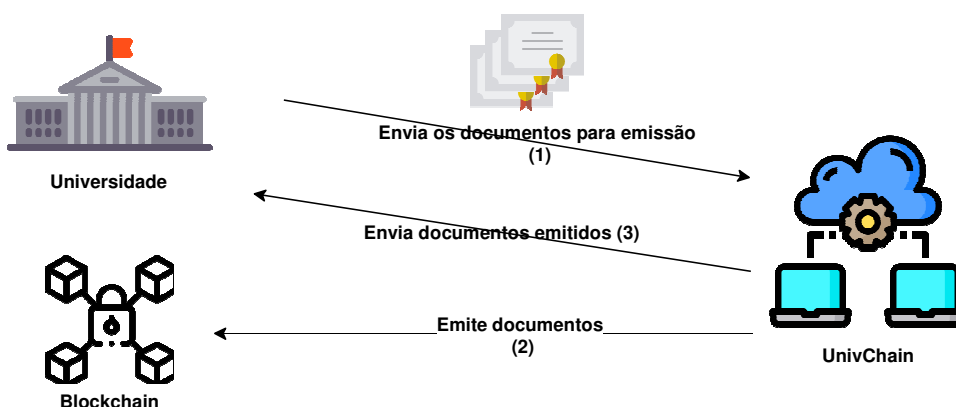 Envia os documentos para emissão
(1)
Universidade
Envia documentos emitidos (3)
Emite documentos
(2)
UnivChain
Blockchain